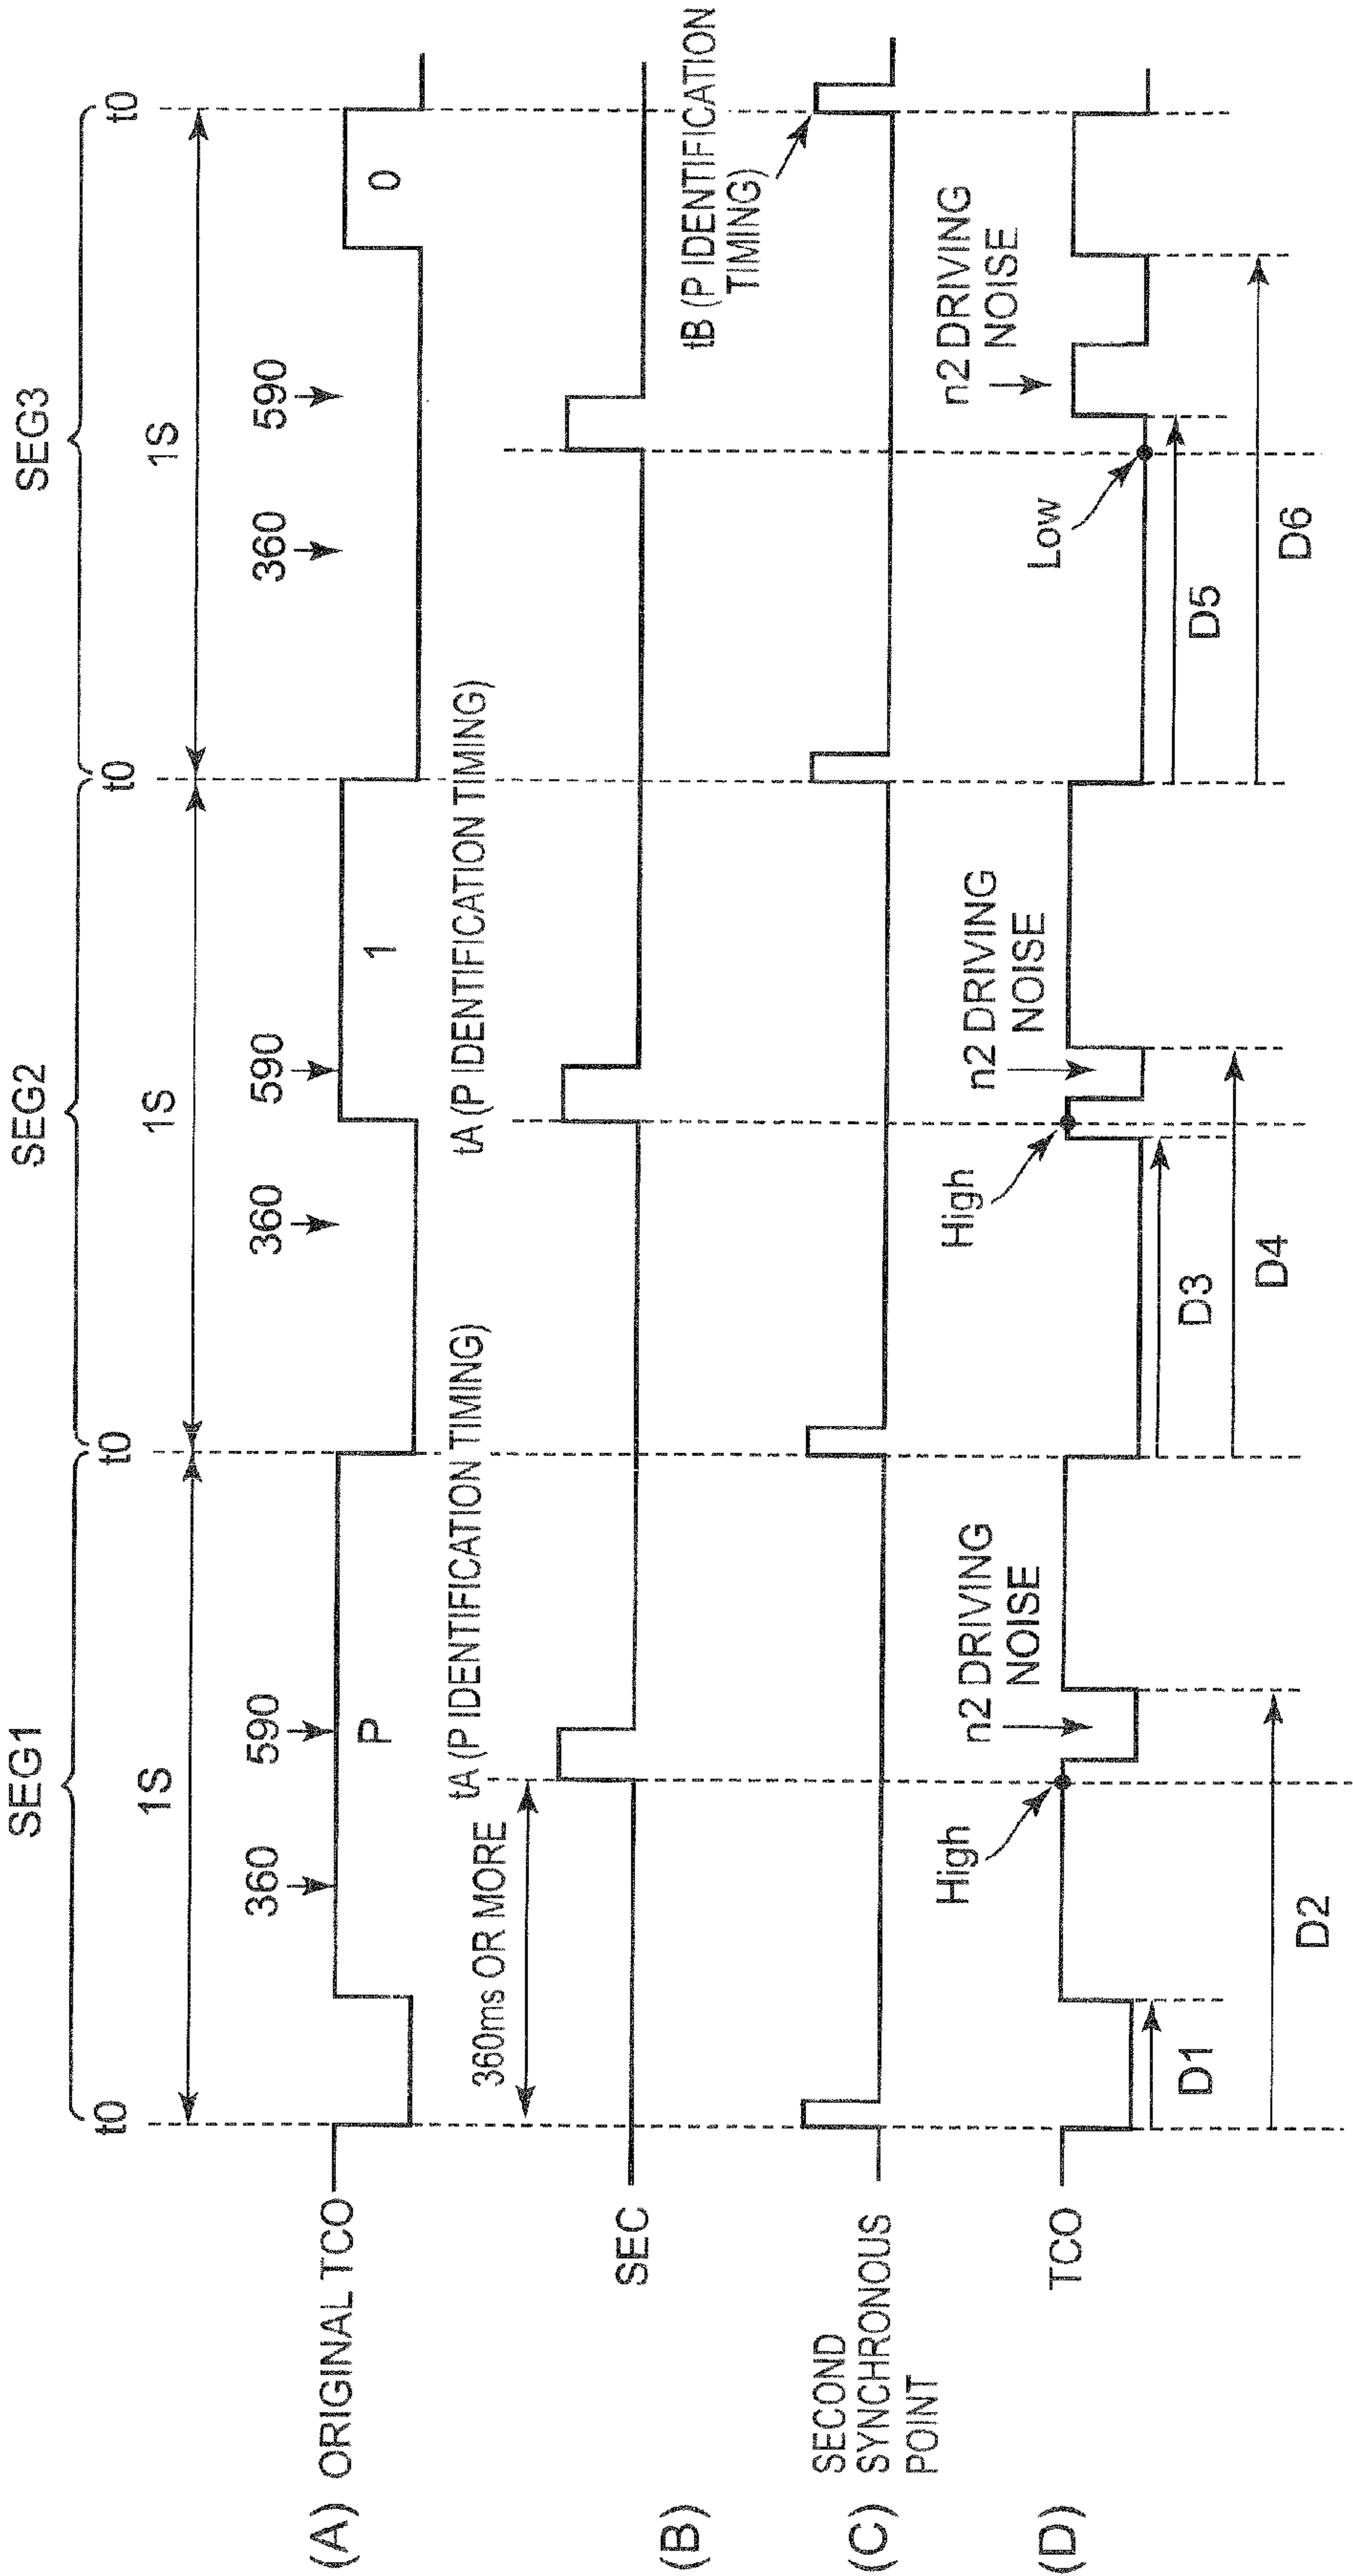 SEG1
SEG2
SEG3
t0
t0
t0
t0
1S
1S
1S
360
590
360
590
360
590
(A) ORIGINAL TCO
P
1
0
tA (P IDENTIFICATION TIMING)
tA (P IDENTIFICATION TIMING)
360ms OR MORE
(B)
SEC
tB (P IDENTIFICATION
TIMING)
(C)
SECOND
SYNCHRONOUS
POINT
n2 DRIVING
NOISE
n2 DRIVING
NOISE
n2 DRIVING
NOISE
High
High
Low
(D)
TCO
D1
D2
D3
D4
D5
D6